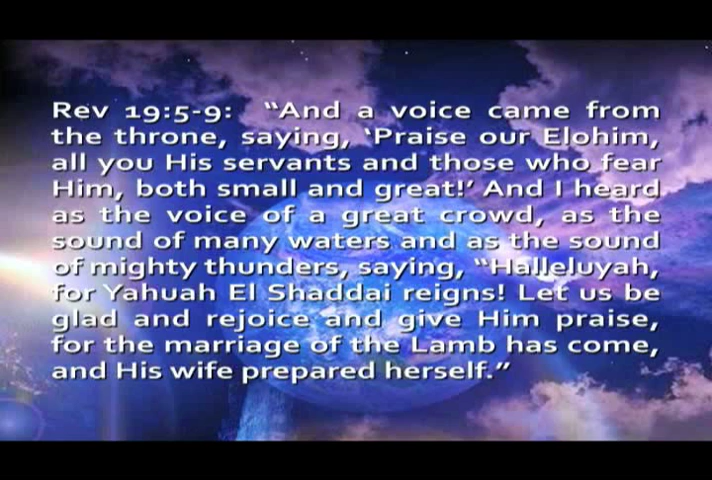 Rev 19:5-9: “And a voice came from
the throne, saying, ‘Praise our Elohim,
all you His servants and those who fear
Him, both small and great!’ And I heard
as the voice of a great crowd, as the
sound of many waters and as the sound
of mighty thunders, saying, “Halleluyah,
for Yahuah El Shaddai reigns! Let us be
glad and rejoice and give Him praise,
for the marriage of the Lamb has come,
and His wife prepared herself.”